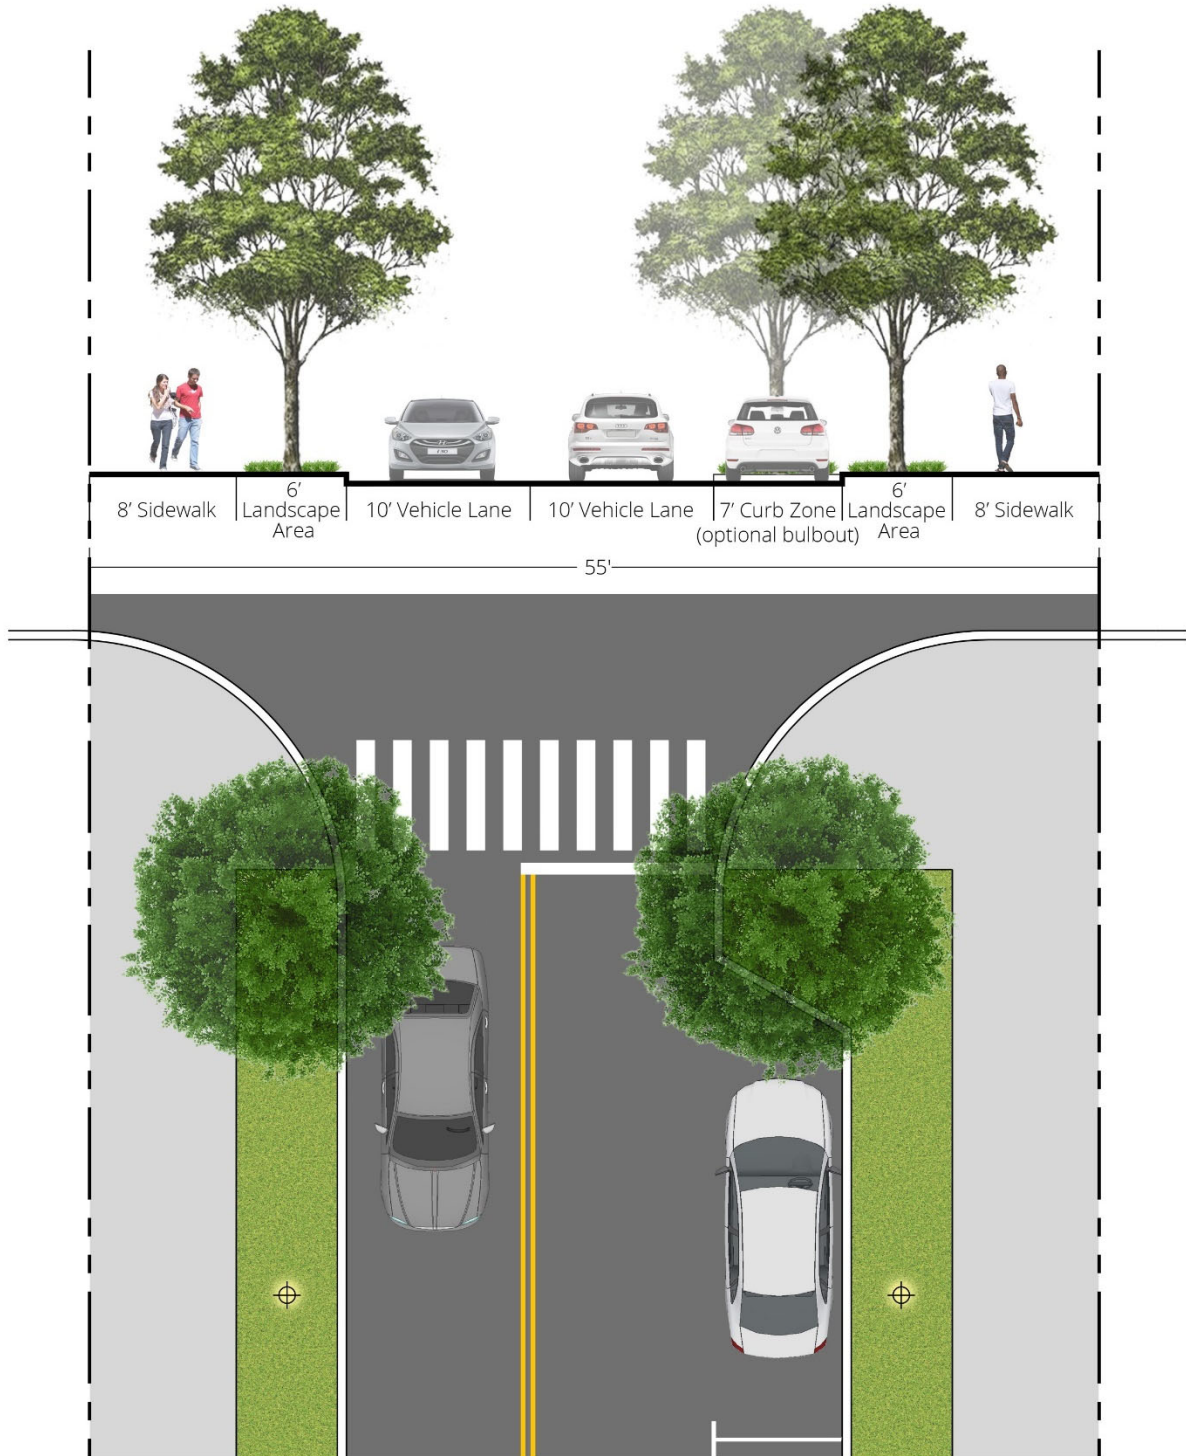 8’ Sidewalk
6’
Landscape
Area
10’ Vehicle Lane
10’ Vehicle Lane
7’ Curb Zone
(optional bulbout)
6’
Landscape
Area
8’ Sidewalk
55'